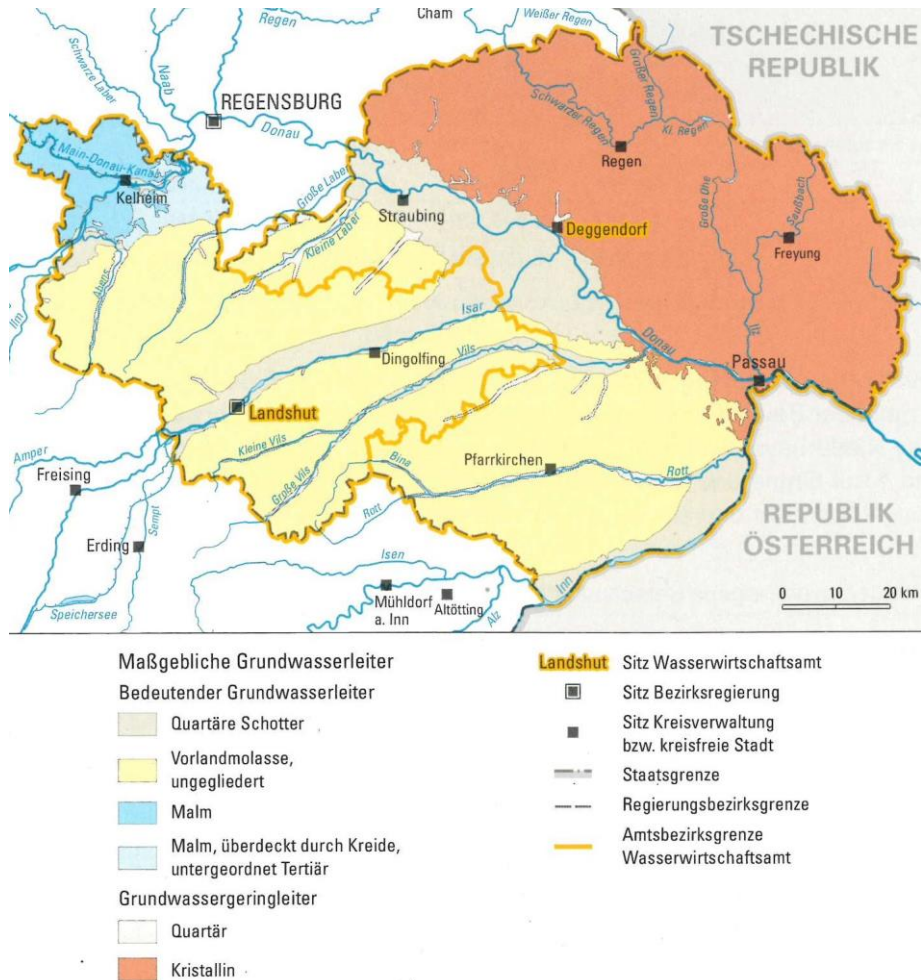 Cham
Weißer Regen
Regen
Schwarze Laber
Naab
Großer Regen
TSCHECHISCHE
REPUBLIK
REGENSBURG
Donau
Schwarzer Regen
Kl. Regen
Regen
Main-Donau-Kanal
Kelheim
Große Laber
Kleine Laber
Straubing
Große Ohe
Deggendorf
Freyung
Abens
Ilm
Isar
Vils
Dingolfing
Donau
Ilz
Passau
Landshut
Kleine Vils
Große Vils
Bina
Pfarrkirchen
Rott
Rott
Amper
Freising
Erding
Sempt
Speichersee
Isen
Mühldorf
a. Inn
Altötting
Alz
Inn
REPUBLIK
ÖSTERREICH
0 10 20 km
Maßgebliche Grundwasserleiter
Bedeutender Grundwasserleiter
Quartäre Schotter
Vorlandmolasse,
ungegliedert
Malm
Malm, überdeckt durch Kreide,
untergeordnet Tertiär
Grundwassergeringleiter
Quartär
Kristallin
Landshut Sitz Wasserwirtschaftsamt
Sitz Bezirksregierung
Sitz Kreisverwaltung
bzw. kreisfreie Stadt
Staatsgrenze
Regierungsbezirksgrenze
Amtsbezirksgrenze
Wasserwirtschaftsamt